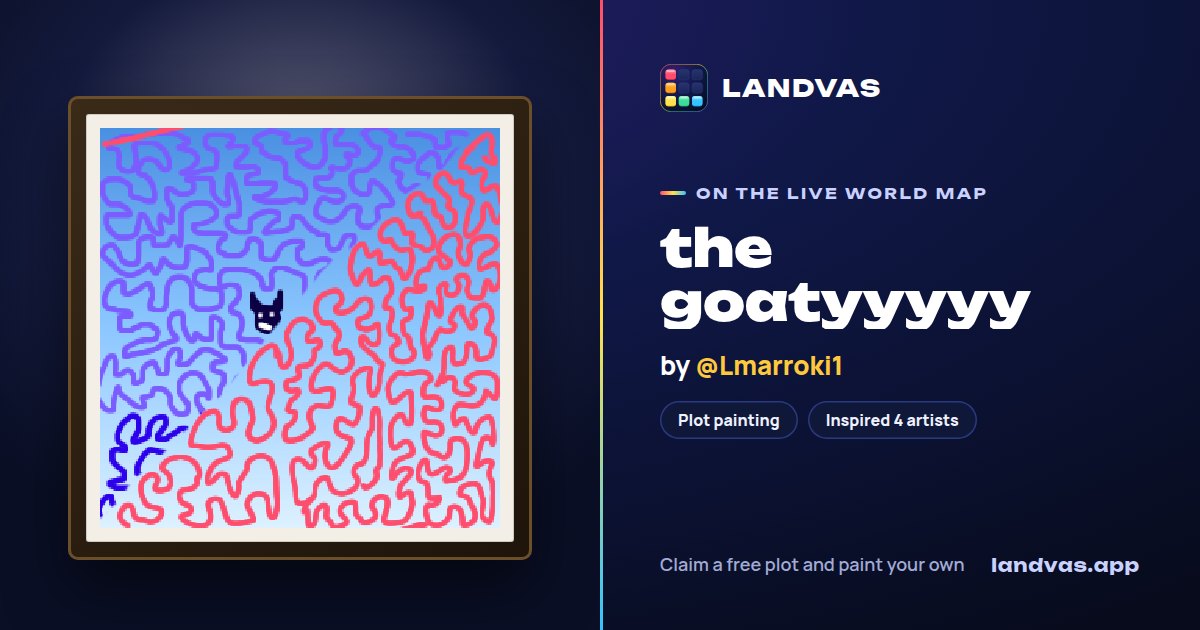 LANDVAS
ON THE LIVE WORLD MAP
the
goatyyyyy
by @Lmarroki1
Plot painting
Inspired 4 artists
Claim a free plot and paint your own
landvas.app